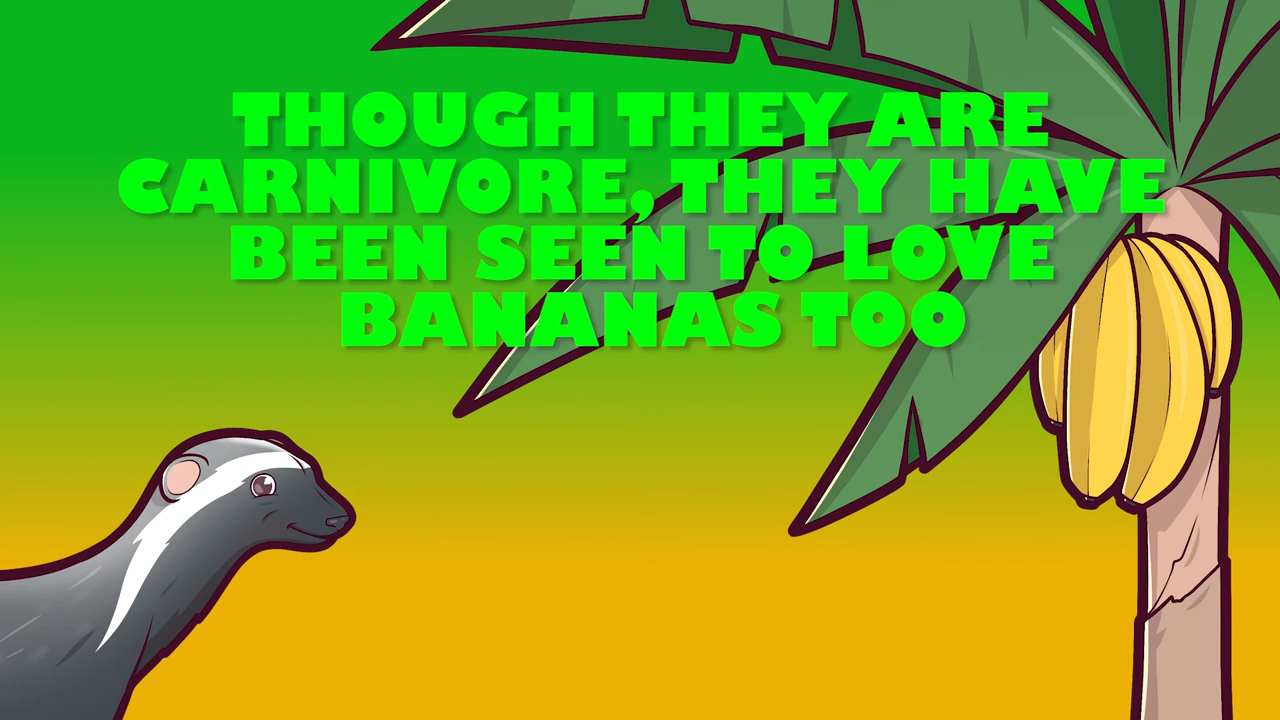 THOUGH THEY ARE
CARNIVORE, THEY HAVE
BEEN SEEN TO LOVE
BANANAS TOO